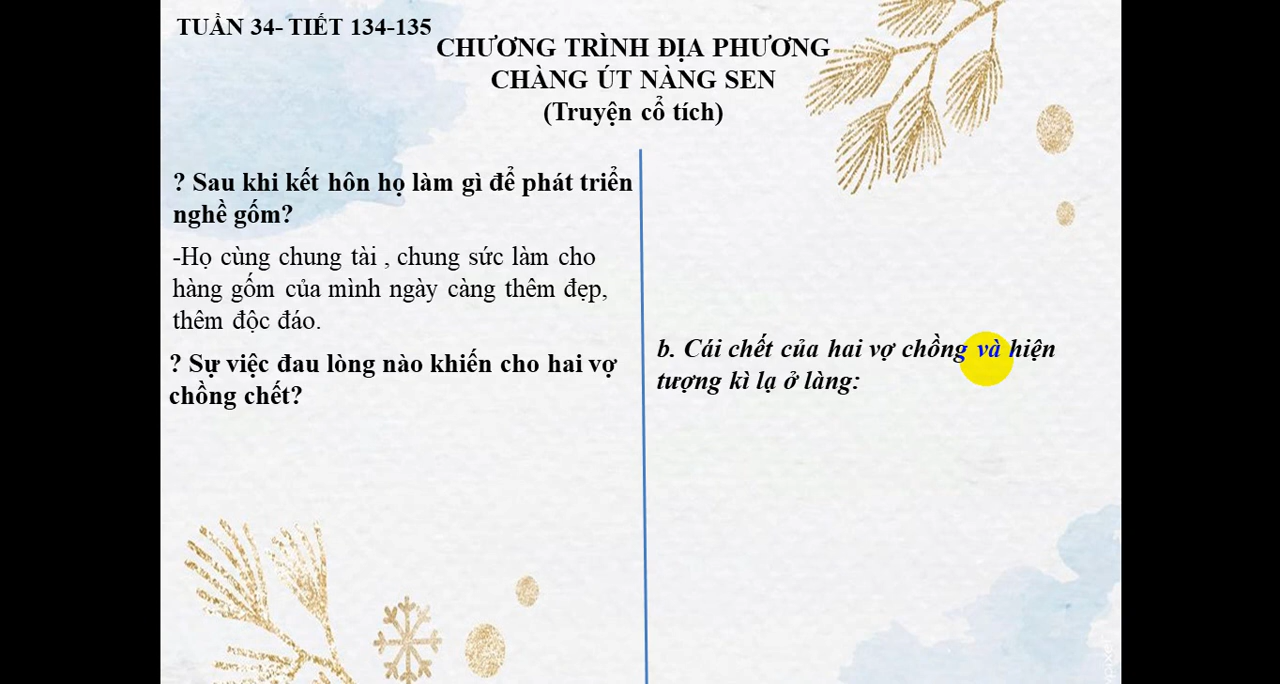 TUẦN 34- TIẾT 134-135
CHƯƠNG TRÌNH ĐỊA PHƯƠNG
CHÀNG ÚT NÀNG SEN
(Truyện cổ tích)
? Sau khi kết hôn họ làm gì để phát triển
nghề gốm?
-Họ cùng chung tài , chung sức làm cho
hàng gốm của mình ngày càng thêm đẹp,
thêm độc đáo.
? Sự việc đau lòng nào khiến cho hai vợ
chồng chết?
b. Cái chết của hai vợ chồng và hiện
tượng kì lạ ở làng: